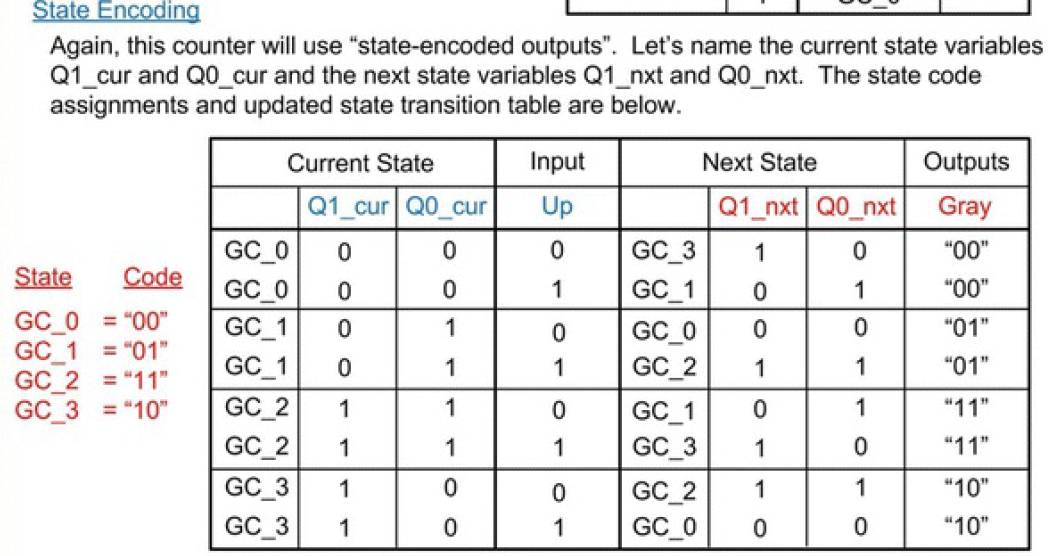 State Encoding
Again, this counter will use “state-encoded outputs”. Let’s name the current state variables
Q1_cur and Q0_cur and the next state variables Q1_nxt and Q0_nxt. The state code
assignments and updated state transition table are below.
Current State Input Next State Outputs
Q1_cur Q0_cur Up Q1_nxt Q0_nxt Gray
GC_0 0 0 0 GC_3 1 0 “00”
GC_0 0 0 1 GC_1 0 1 “00”
GC_1 0 1 0 GC_0 0 0 “01”
GC_1 0 1 1 GC_2 1 1 “01”
GC_2 1 1 0 GC_1 0 1 “11”
GC_2 1 1 1 GC_3 1 0 “11”
GC_3 1 0 0 GC_2 1 1 “10”
GC_3 1 0 1 GC_0 0 0 “10”
State Code
GC_0 = “00”
GC_1 = “01”
GC_2 = “11”
GC_3 = “10”